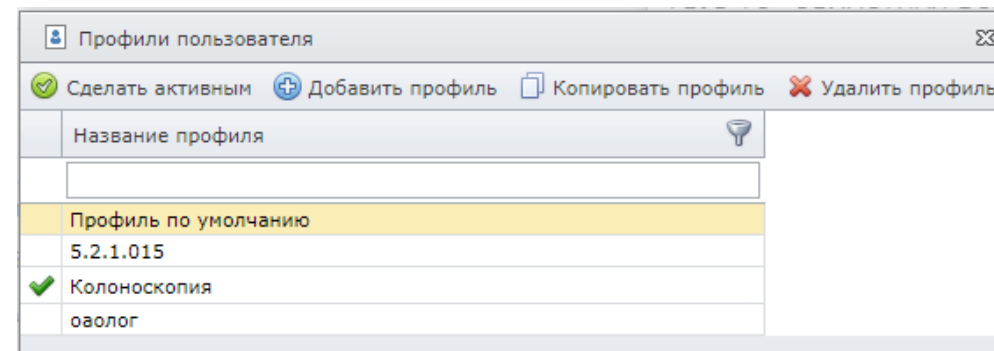 Профили пользователя
Сделать активным Добавить профиль Копировать профиль Удалить профиль
Название профиля
Профиль по умолчанию
5.2.1.015
Колоноскопия
оаолог